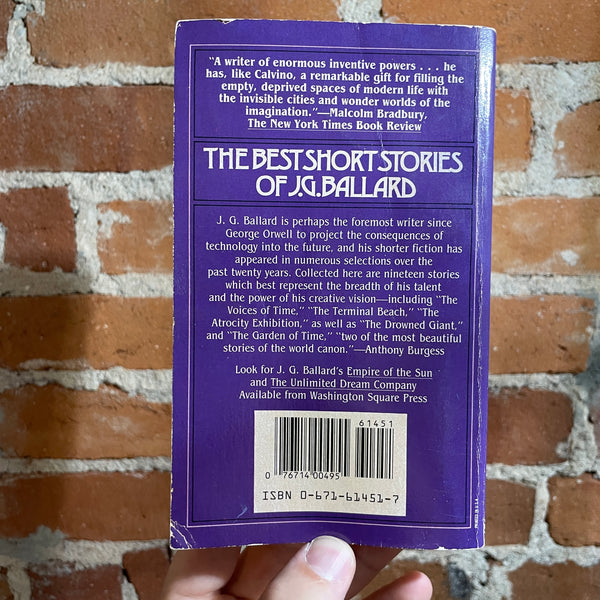 "A writer of enormous inventive powers . . . he
has, like Calvino, a remarkable gift for filling the
empty, deprived spaces of modern life with
the invisible cities and wonder worlds of the
imagination."—Malcolm Bradbury,
The New York Times Book Review
THE BEST SHORT STORIES
OF J.G. BALLARD
J. G. Ballard is perhaps the foremost writer since
George Orwell to project the consequences of
technology into the future, and his shorter fiction has
appeared in numerous selections over the
past twenty years. Collected here are nineteen stories
which best represent the breadth of his talent
and the power of his creative vision—including "The
Voices of Time," "The Terminal Beach," "The
Atrocity Exhibition," as well as "The Drowned Giant,"
and "The Garden of Time," "two of the most beautiful
stories of the world canon."—Anthony Burgess
Look for J. G. Ballard's Empire of the Sun
and The Unlimited Dream Company
Available from Washington Square Press
61451
0 76714 00495
ISBN 0-671-61451-7